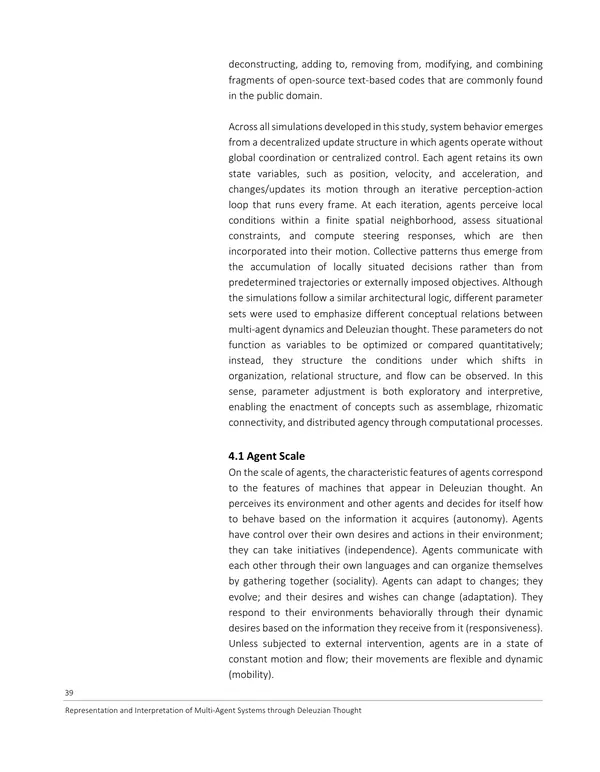 deconstructing, adding to, removing from, modifying, and combining
fragments of open-source text-based codes that are commonly found
in the public domain.
Across all simulations developed in this study, system behavior emerges
from a decentralized update structure in which agents operate without
global coordination or centralized control. Each agent retains its own
state variables, such as position, velocity, and acceleration, and
changes/updates its motion through an iterative perception-action
loop that runs every frame. At each iteration, agents perceive local
conditions within a finite spatial neighborhood, assess situational
constraints, and compute steering responses, which are then
incorporated into their motion. Collective patterns thus emerge from
the accumulation of locally situated decisions rather than from
predetermined trajectories or externally imposed objectives. Although
the simulations follow a similar architectural logic, different parameter
sets were used to emphasize different conceptual relations between
multi-agent dynamics and Deleuzian thought. These parameters do not
function as variables to be optimized or compared quantitatively;
instead, they structure the conditions under which shifts in
organization, relational structure, and flow can be observed. In this
sense, parameter adjustment is both exploratory and interpretive,
enabling the enactment of concepts such as assemblage, rhizomatic
connectivity, and distributed agency through computational processes.
4.1 Agent Scale
On the scale of agents, the characteristic features of agents correspond
to the features of machines that appear in Deleuzian thought. An
perceives its environment and other agents and decides for itself how
to behave based on the information it acquires (autonomy). Agents
have control over their own desires and actions in their environment;
they can take initiatives (independence). Agents communicate with
each other through their own languages and can organize themselves
by gathering together (sociality). Agents can adapt to changes; they
evolve; and their desires and wishes can change (adaptation). They
respond to their environments behaviorally through their dynamic
desires based on the information they receive from it (responsiveness).
Unless subjected to external intervention, agents are in a state of
constant motion and flow; their movements are flexible and dynamic
(mobility).
39
Representation and Interpretation of Multi-Agent Systems through Deleuzian Thought